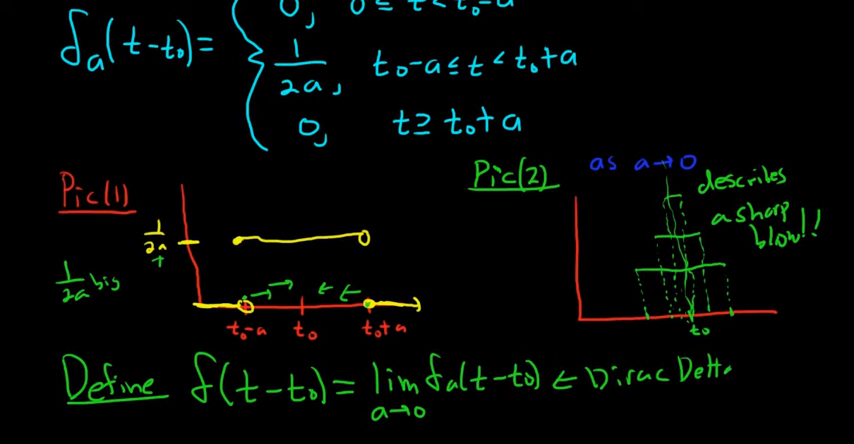 0, 0 ≤ t < t₀-a
δₐ(t-t₀)= { 1/2a, t₀-a ≤ t < t₀+a
0, t ≥ t₀+a
Pic(1)
1/2a
1/2a big
t₀-a t₀ t₀+a
Pic(2) as a→0
describes
a sharp
blow!!
t₀
Define δ(t-t₀) = lim δₐ(t-t₀) ← Dirac Delta
a→0